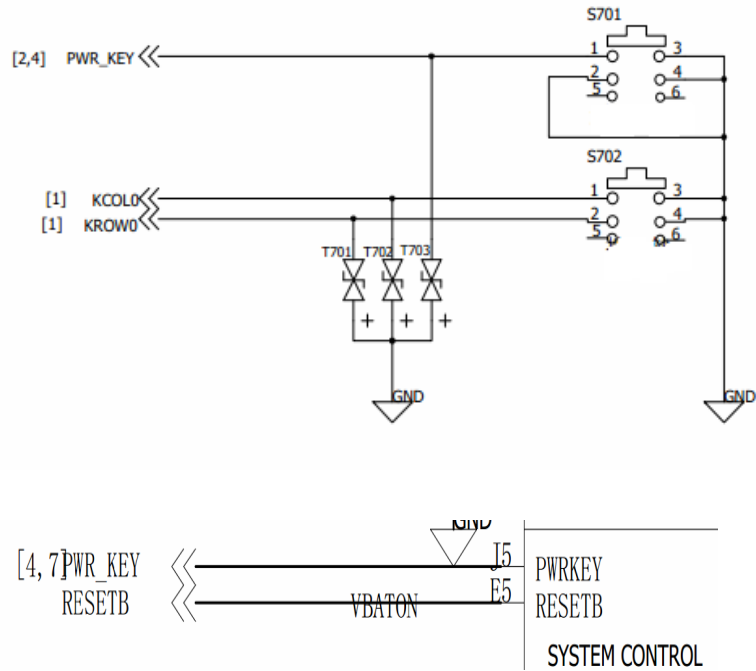 S701
[2,4] PWR_KEY 1 3
2 4
5 6
S702
[1] KCOL0 1 3
[1] KROW0 2 4
5 6
T701 T702 T703
+ + +
GND GND
GND
[4,7]PWR_KEY J5 PWRKEY
RESETB VBATON E5 RESETB
SYSTEM CONTROL